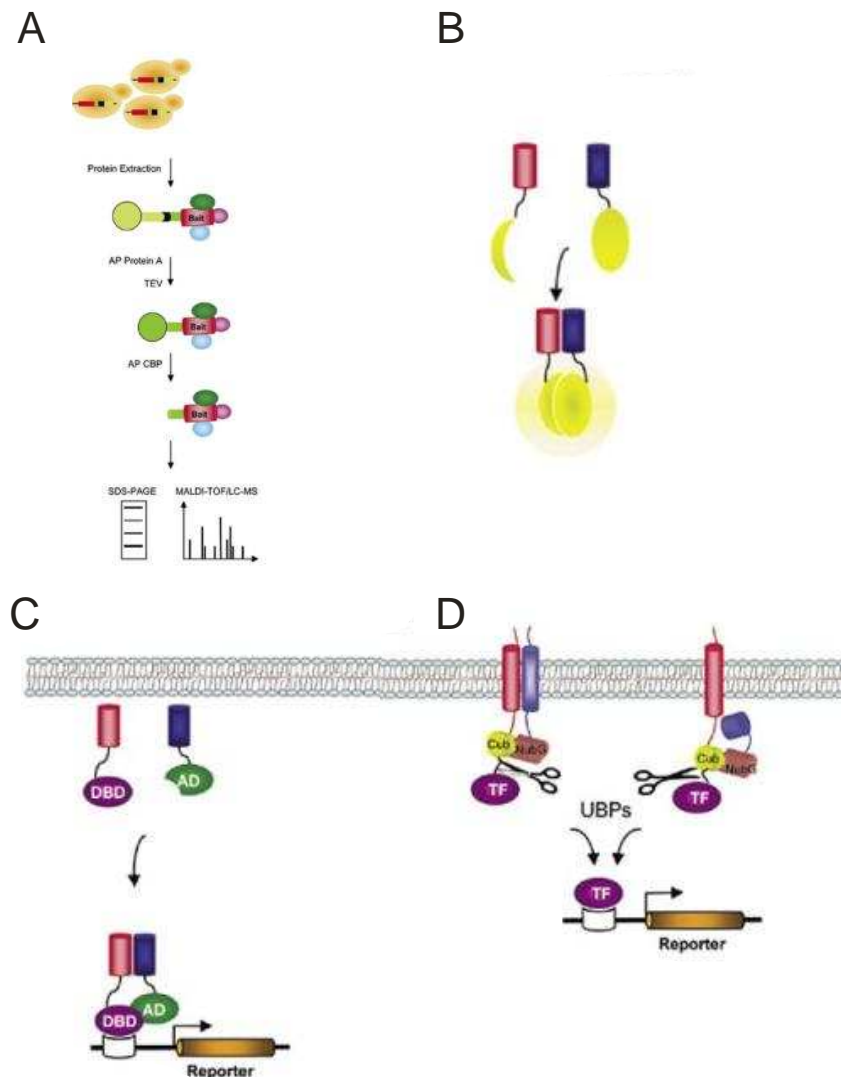 A
B
Protein Extraction
Bait
AP Protein A
TEV
Bait
AP CBP
Bait
SDS-PAGE MALDI-TOF/LC-MS
C
D
DBD
AD
Cub
NubG
TF
Cub
NubG
TF
UBPs
TF
Reporter
DBD
AD
Reporter